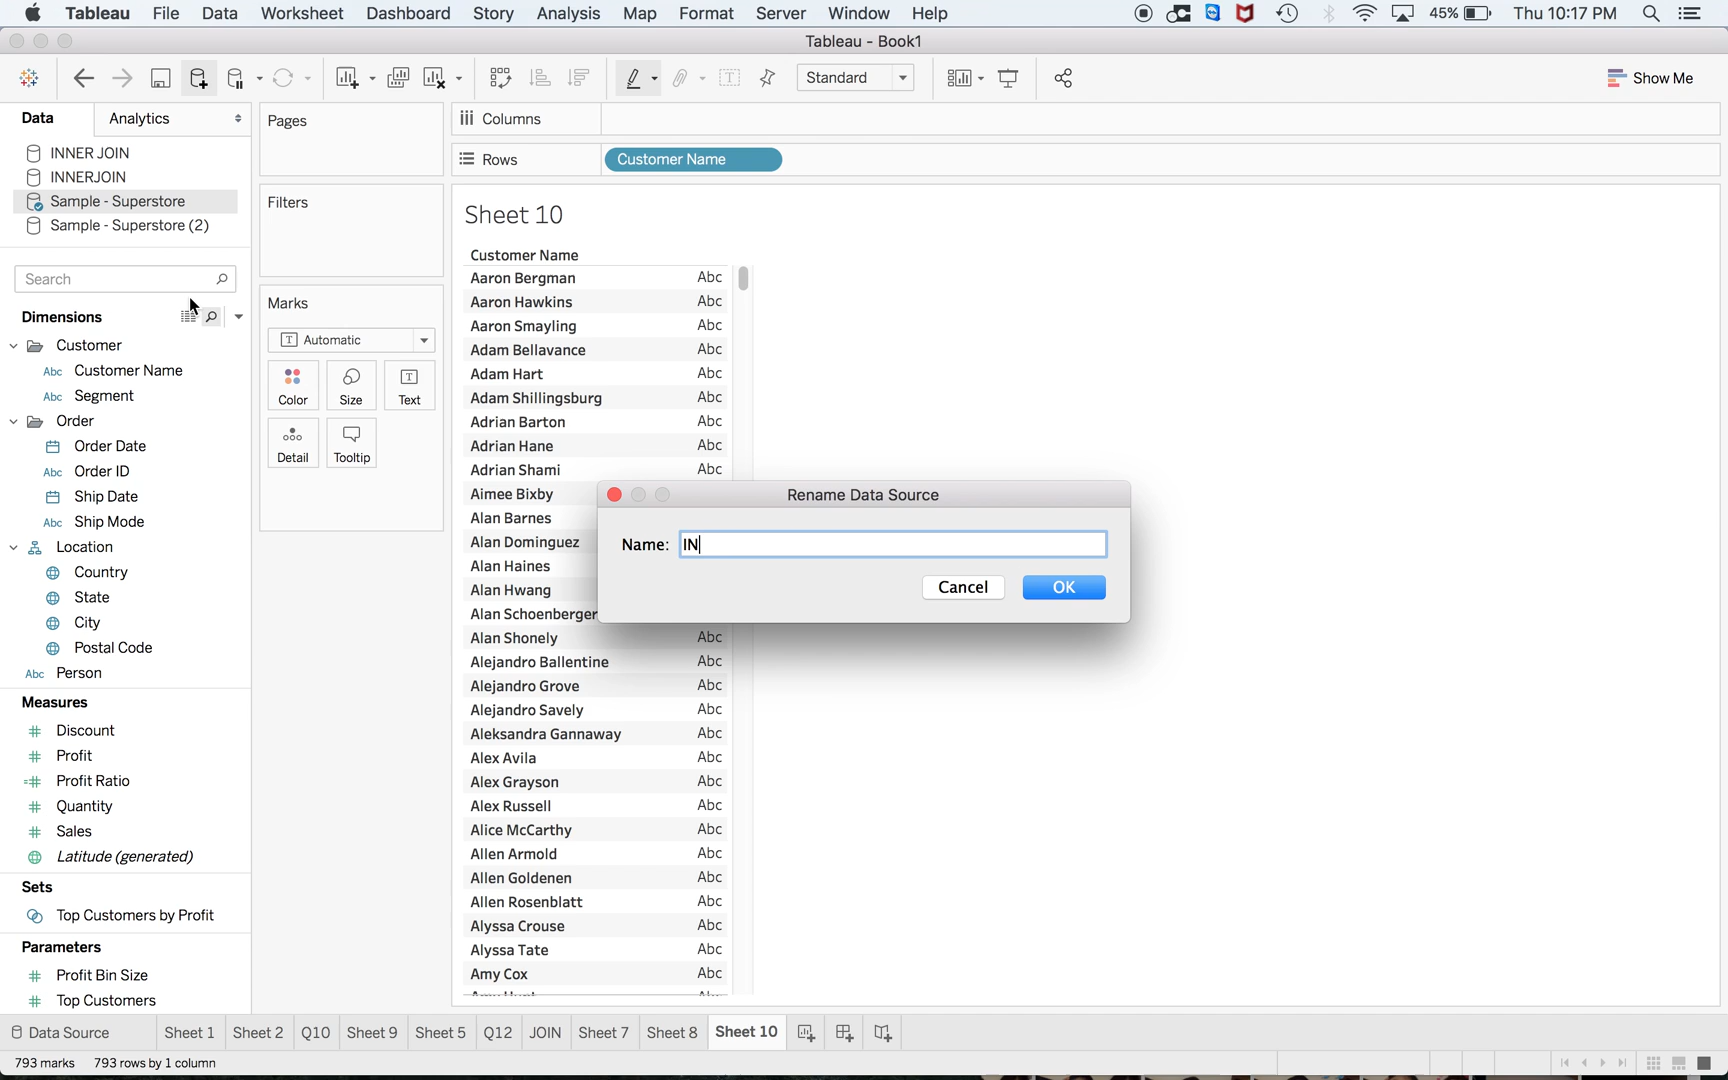 Tableau File Data Worksheet Dashboard Story Analysis Map Format Server Window Help 45% Thu 10:17 PM
Tableau - Book1
Standard Show Me
Data Analytics
INNER JOIN
INNERJOIN
Sample - Superstore
Sample - Superstore (2)
Search
Dimensions
Customer
Abc Customer Name
Abc Segment
Order
Order Date
Abc Order ID
Ship Date
Abc Ship Mode
Location
Country
State
City
Postal Code
Abc Person
Measures
Discount
Profit
Profit Ratio
Quantity
Sales
Latitude (generated)
Sets
Top Customers by Profit
Parameters
Profit Bin Size
Top Customers
Pages
Filters
Marks
Automatic
Color Size Text
Detail Tooltip
Columns
Rows Customer Name
Sheet 10
Customer Name
Aaron Bergman Abc
Aaron Hawkins Abc
Aaron Smayling Abc
Adam Bellavance Abc
Adam Hart Abc
Adam Shillingsburg Abc
Adrian Barton Abc
Adrian Hane Abc
Adrian Shami Abc
Aimee Bixby
Alan Barnes
Alan Dominguez
Alan Haines
Alan Hwang
Alan Schoenberger
Alan Shonely Abc
Alejandro Ballentine Abc
Alejandro Grove Abc
Alejandro Savely Abc
Aleksandra Gannaway Abc
Alex Avila Abc
Alex Grayson Abc
Alex Russell Abc
Alice McCarthy Abc
Allen Armold Abc
Allen Goldenen Abc
Allen Rosenblatt Abc
Alyssa Crouse Abc
Alyssa Tate Abc
Amy Cox Abc
Rename Data Source
Name: IN
Cancel OK
Data Source Sheet 1 Sheet 2 Q10 Sheet 9 Sheet 5 Q12 JOIN Sheet 7 Sheet 8 Sheet 10
793 marks 793 rows by 1 column